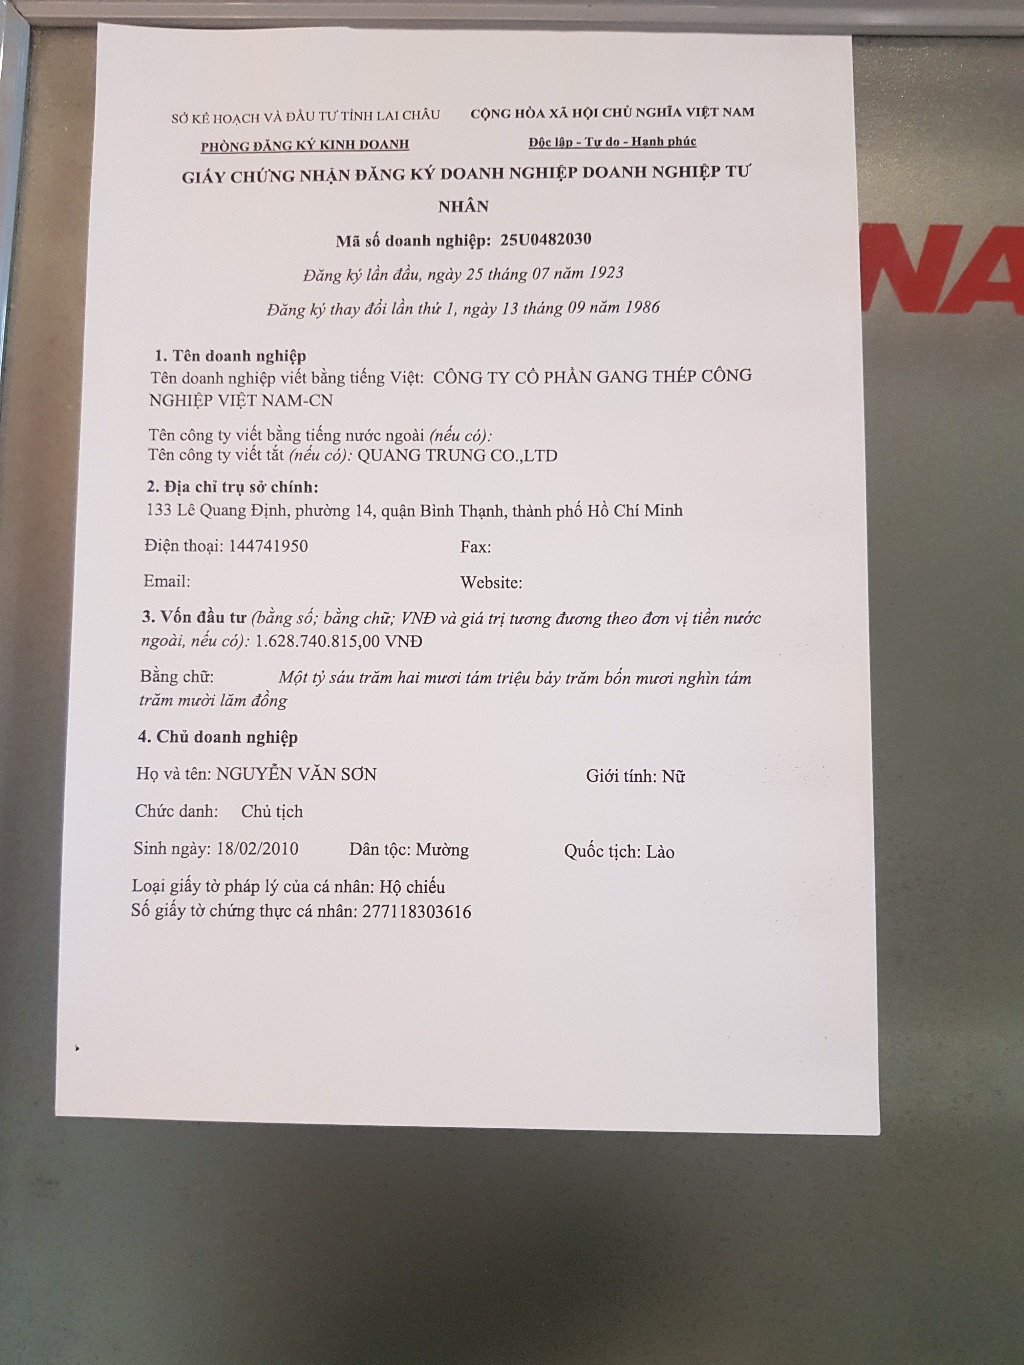 SỞ KẾ HOẠCH VÀ ĐẦU TƯ TỈNH LAI CHÂU
CỘNG HÒA XÃ HỘI CHỦ NGHĨA VIỆT NAM
PHÒNG ĐĂNG KÝ KINH DOANH
Độc lập - Tự do - Hạnh phúc
GIẤY CHỨNG NHẬN ĐĂNG KÝ DOANH NGHIỆP DOANH NGHIỆP TƯ
NHÂN
Mã số doanh nghiệp: 25U0482030
Đăng ký lần đầu, ngày 25 tháng 07 năm 1923
Đăng ký thay đổi lần thứ 1, ngày 13 tháng 09 năm 1986
NA
1. Tên doanh nghiệp
Tên doanh nghiệp viết bằng tiếng Việt: CÔNG TY CỔ PHẦN GANG THÉP CÔNG
NGHIỆP VIỆT NAM-CN
Tên công ty viết bằng tiếng nước ngoài (nếu có):
Tên công ty viết tắt (nếu có): QUANG TRUNG CO.,LTD
2. Địa chỉ trụ sở chính:
133 Lê Quang Định, phường 14, quận Bình Thạnh, thành phố Hồ Chí Minh
Điện thoại: 144741950 Fax:
Email: Website:
3. Vốn đầu tư (bằng số; bằng chữ; VNĐ và giá trị tương đương theo đơn vị tiền nước
ngoài, nếu có): 1.628.740.815,00 VNĐ
Bằng chữ: Một tỷ sáu trăm hai mươi tám triệu bảy trăm bốn mươi nghìn tám
trăm mười lăm đồng
4. Chủ doanh nghiệp
Họ và tên: NGUYỄN VĂN SƠN Giới tính: Nữ
Chức danh: Chủ tịch
Sinh ngày: 18/02/2010 Dân tộc: Mường Quốc tịch: Lào
Loại giấy tờ pháp lý của cá nhân: Hộ chiếu
Số giấy tờ chứng thực cá nhân: 277118303616